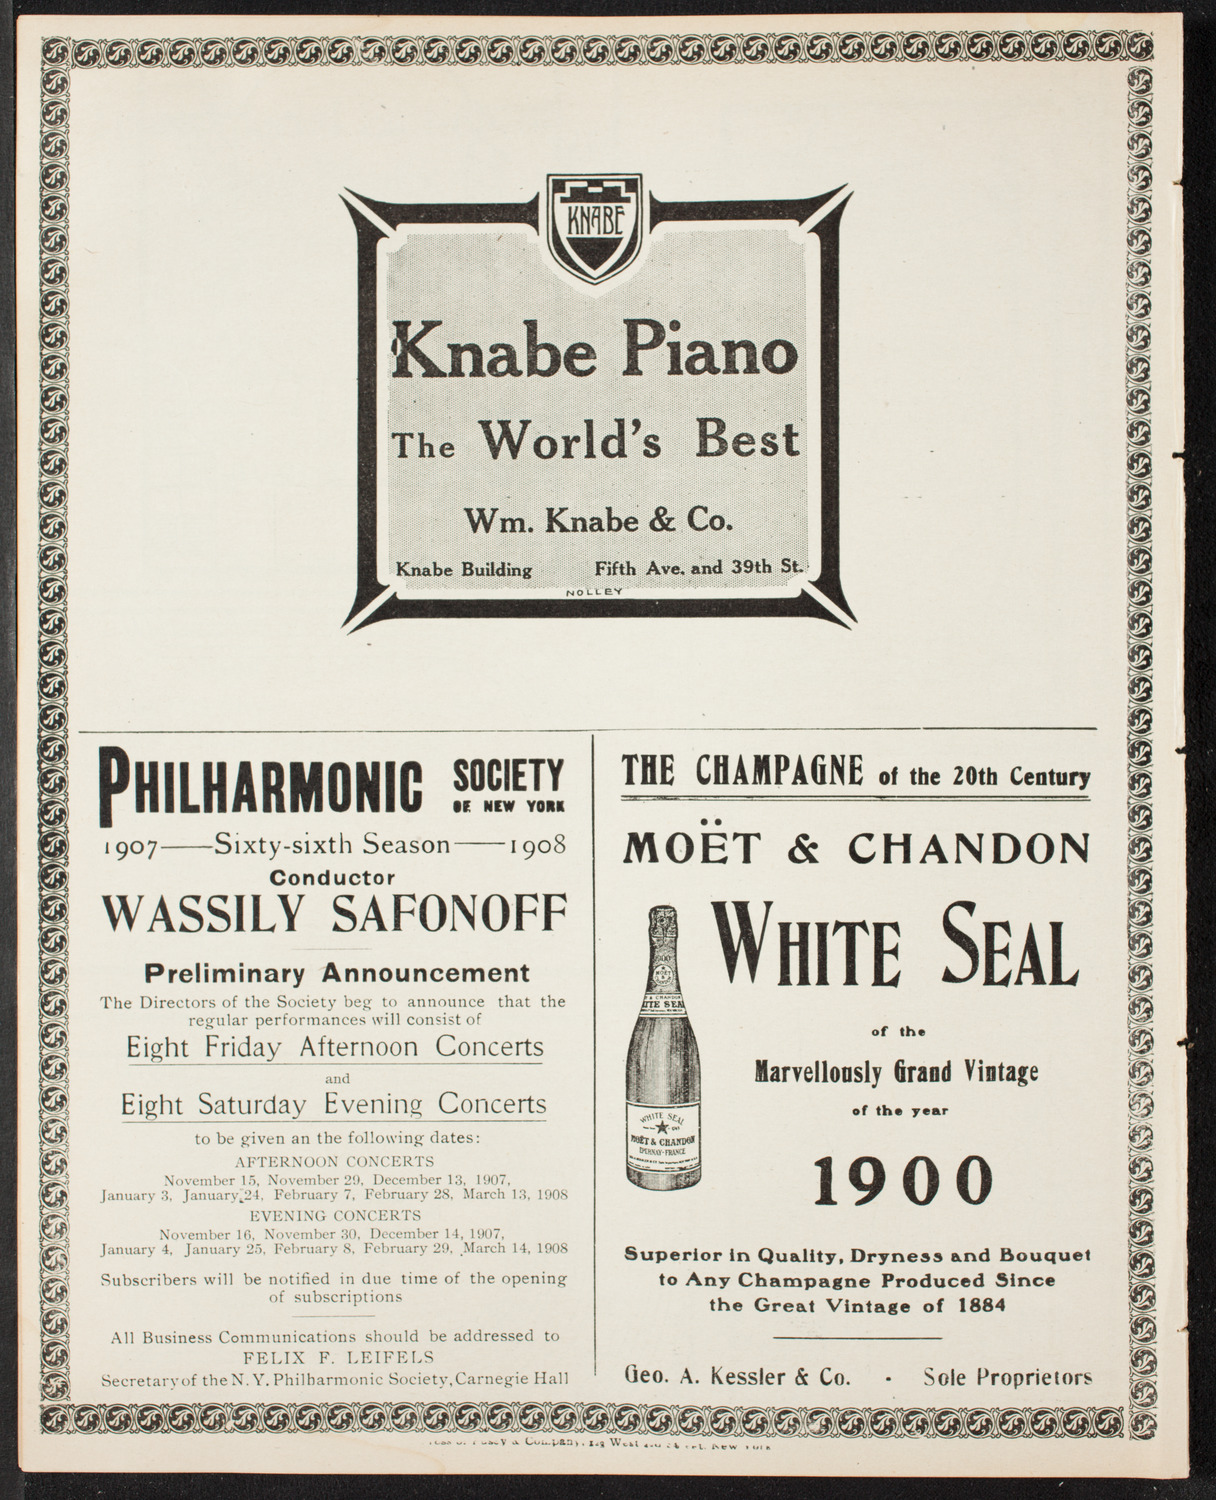 KNABE
Knabe Piano
The World's Best
Wm. Knabe & Co.
Knabe Building Fifth Ave. and 39th St.
NOLLEY
PHILHARMONIC SOCIETY
OF NEW YORK
1907——Sixty-sixth Season——1908
Conductor
WASSILY SAFONOFF
Preliminary Announcement
The Directors of the Society beg to announce that the
regular performances will consist of
Eight Friday Afternoon Concerts
and
Eight Saturday Evening Concerts
to be given an the following dates:
AFTERNOON CONCERTS
November 15, November 29, December 13, 1907,
January 3, January 24, February 7, February 28, March 13, 1908
EVENING CONCERTS
November 16, November 30, December 14, 1907,
January 4, January 25, February 8, February 29, March 14, 1908
Subscribers will be notified in due time of the opening
of subscriptions
All Business Communications should be addressed to
FELIX F. LEIFELS
Secretary of the N. Y. Philharmonic Society, Carnegie Hall
THE CHAMPAGNE of the 20th Century
MOËT & CHANDON
WHITE SEAL
of the
Marvellously Grand Vintage
of the year
1900
WHITE SEAL
MOËT & CHANDON
EPERNAY-FRANCE
Superior in Quality, Dryness and Bouquet
to Any Champagne Produced Since
the Great Vintage of 1884
Geo. A. Kessler & Co. · Sole Proprietors